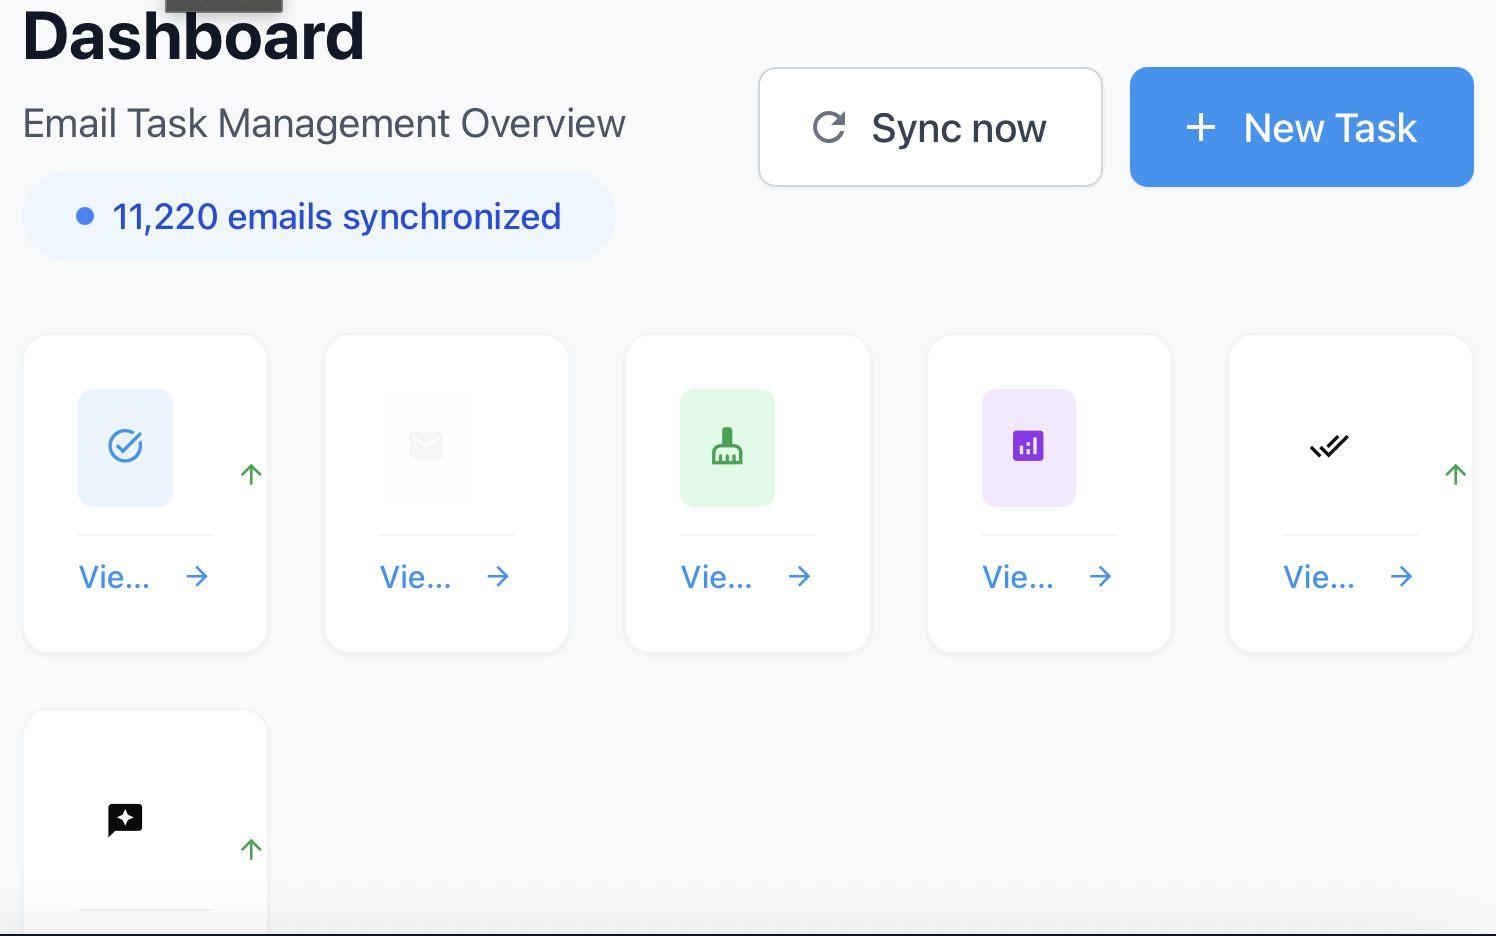 Dashboard
Email Task Management Overview
Sync now
New Task
11,220 emails synchronized
Vie...
Vie...
Vie...
Vie...
Vie...